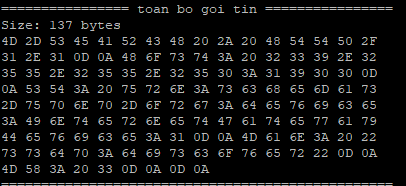 ================ toan bo goi tin ================
Size: 137 bytes
4D 2D 53 45 41 52 43 48 20 2A 20 48 54 54 50 2F
31 2E 31 0D 0A 48 6F 73 74 3A 20 32 33 39 2E 32
35 35 2E 32 35 35 2E 32 35 30 3A 31 39 30 30 0D
0A 53 54 3A 20 75 72 6E 3A 73 63 68 65 6D 61 73
2D 75 70 6E 70 2D 6F 72 67 3A 64 65 76 69 63 65
3A 49 6E 74 65 72 6E 65 74 47 61 74 65 77 61 79
44 65 76 69 63 65 3A 31 0D 0A 4D 61 6E 3A 20 22
73 73 64 70 3A 64 69 73 63 6F 76 65 72 22 0D 0A
4D 58 3A 20 33 0D 0A 0D 0A
=================================================